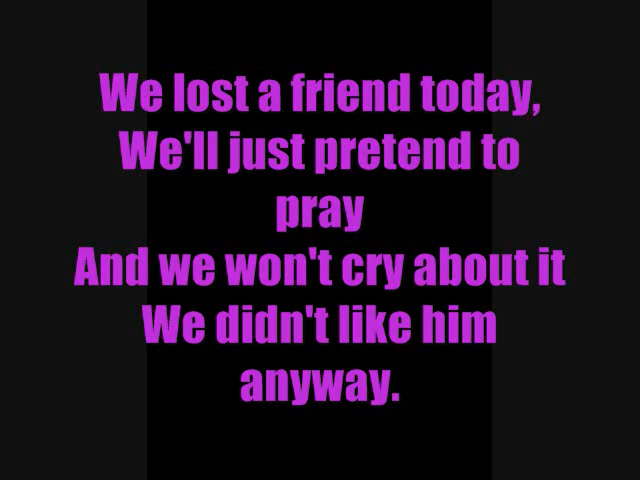 We lost a friend today,
We'll just pretend to
pray
And we won't cry about it
We didn't like him
anyway.